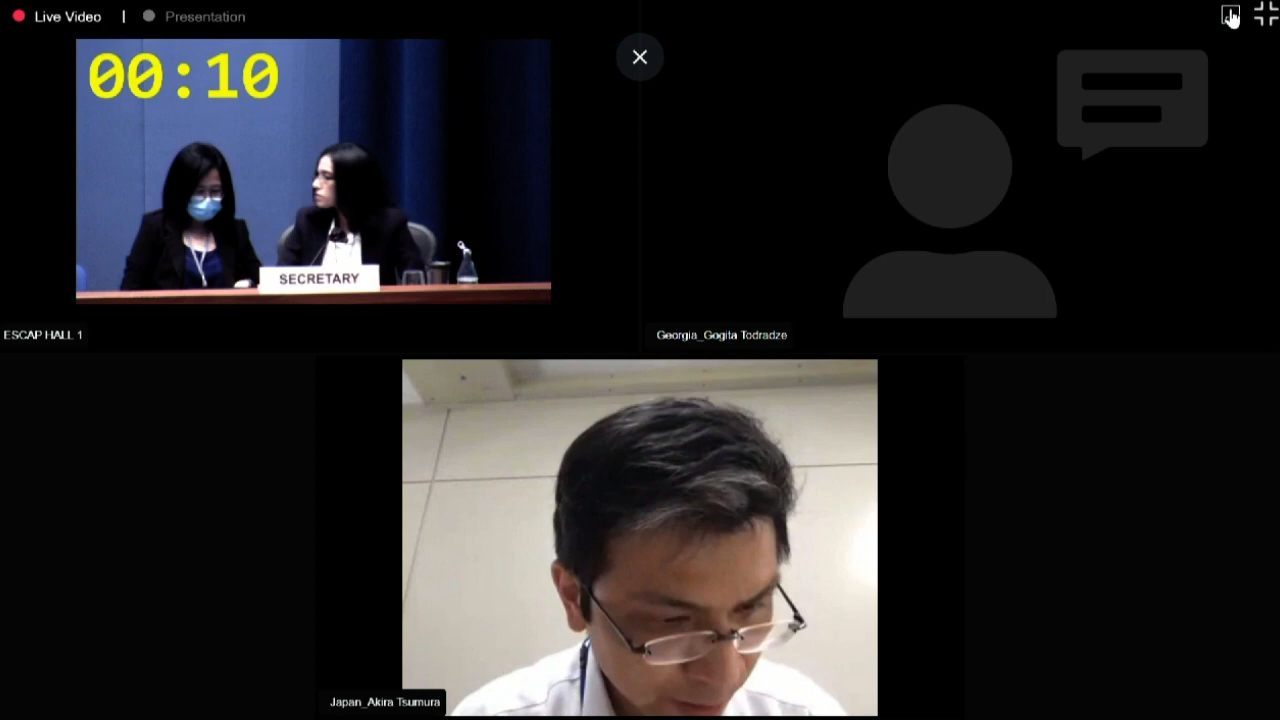 Live Video | Presentation
00:10
SECRETARY
ESCAP HALL 1
Georgia_Gogita Todradze
Japan_Akira Tsumura